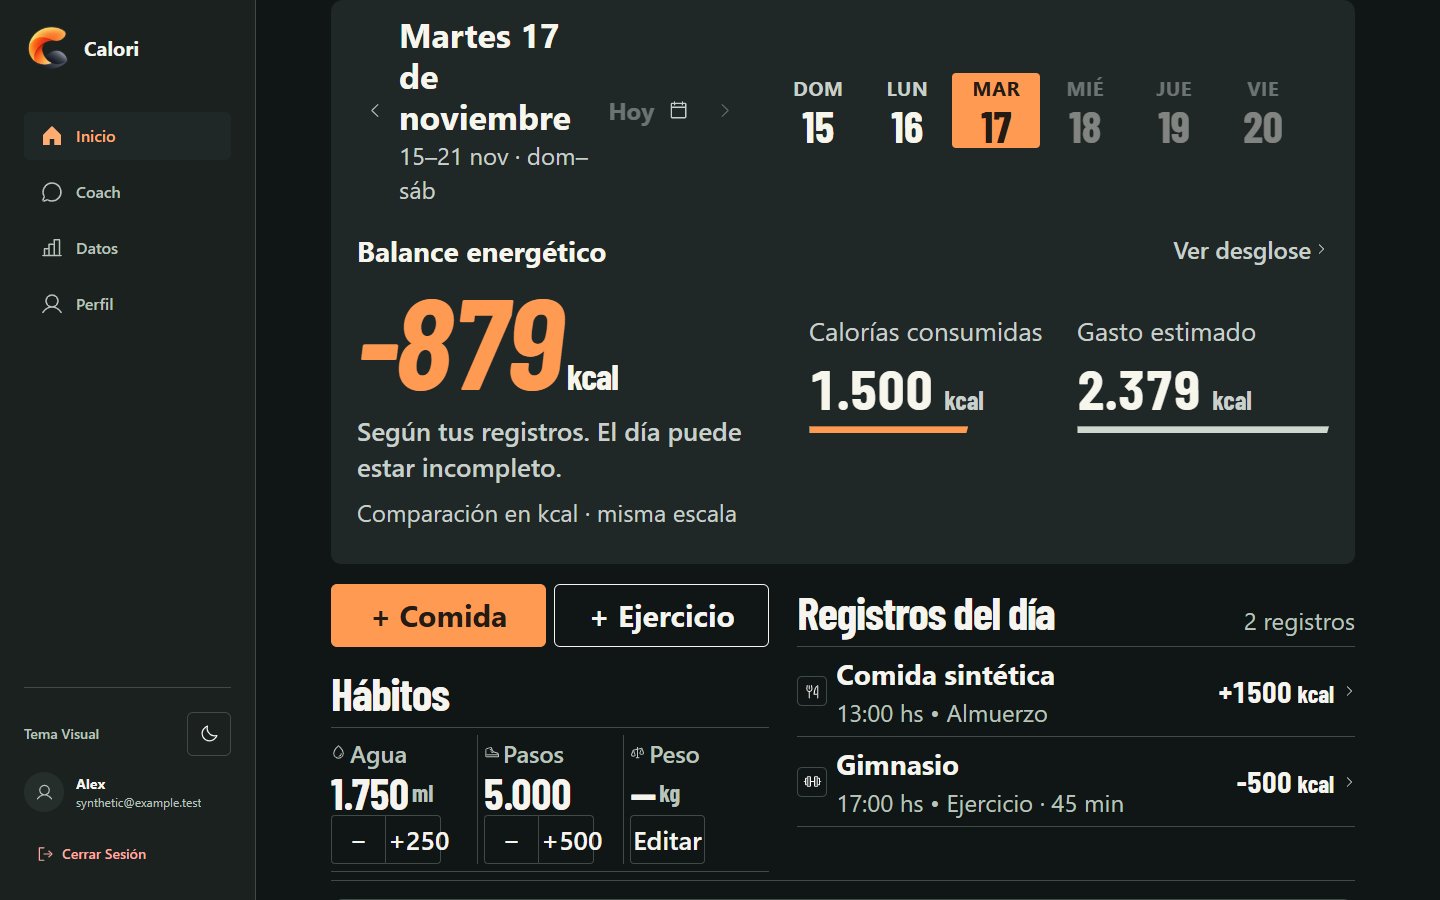 Calori
Inicio
Coach
Datos
Perfil
Tema Visual
Alex
synthetic@example.test
Cerrar Sesión
Martes 17
de
noviembre
15–21 nov · dom–
sáb
Hoy
DOM LUN MAR MIÉ JUE VIE
15 16 17 18 19 20
Balance energético
Ver desglose
-879 kcal
Según tus registros. El día puede
estar incompleto.
Comparación en kcal · misma escala
Calorías consumidas
1.500 kcal
Gasto estimado
2.379 kcal
+ Comida
+ Ejercicio
Hábitos
Agua
1.750 ml
− +250
Pasos
5.000
− +500
Peso
— kg
Editar
Registros del día
2 registros
Comida sintética
13:00 hs • Almuerzo
+1500 kcal
Gimnasio
17:00 hs • Ejercicio · 45 min
-500 kcal